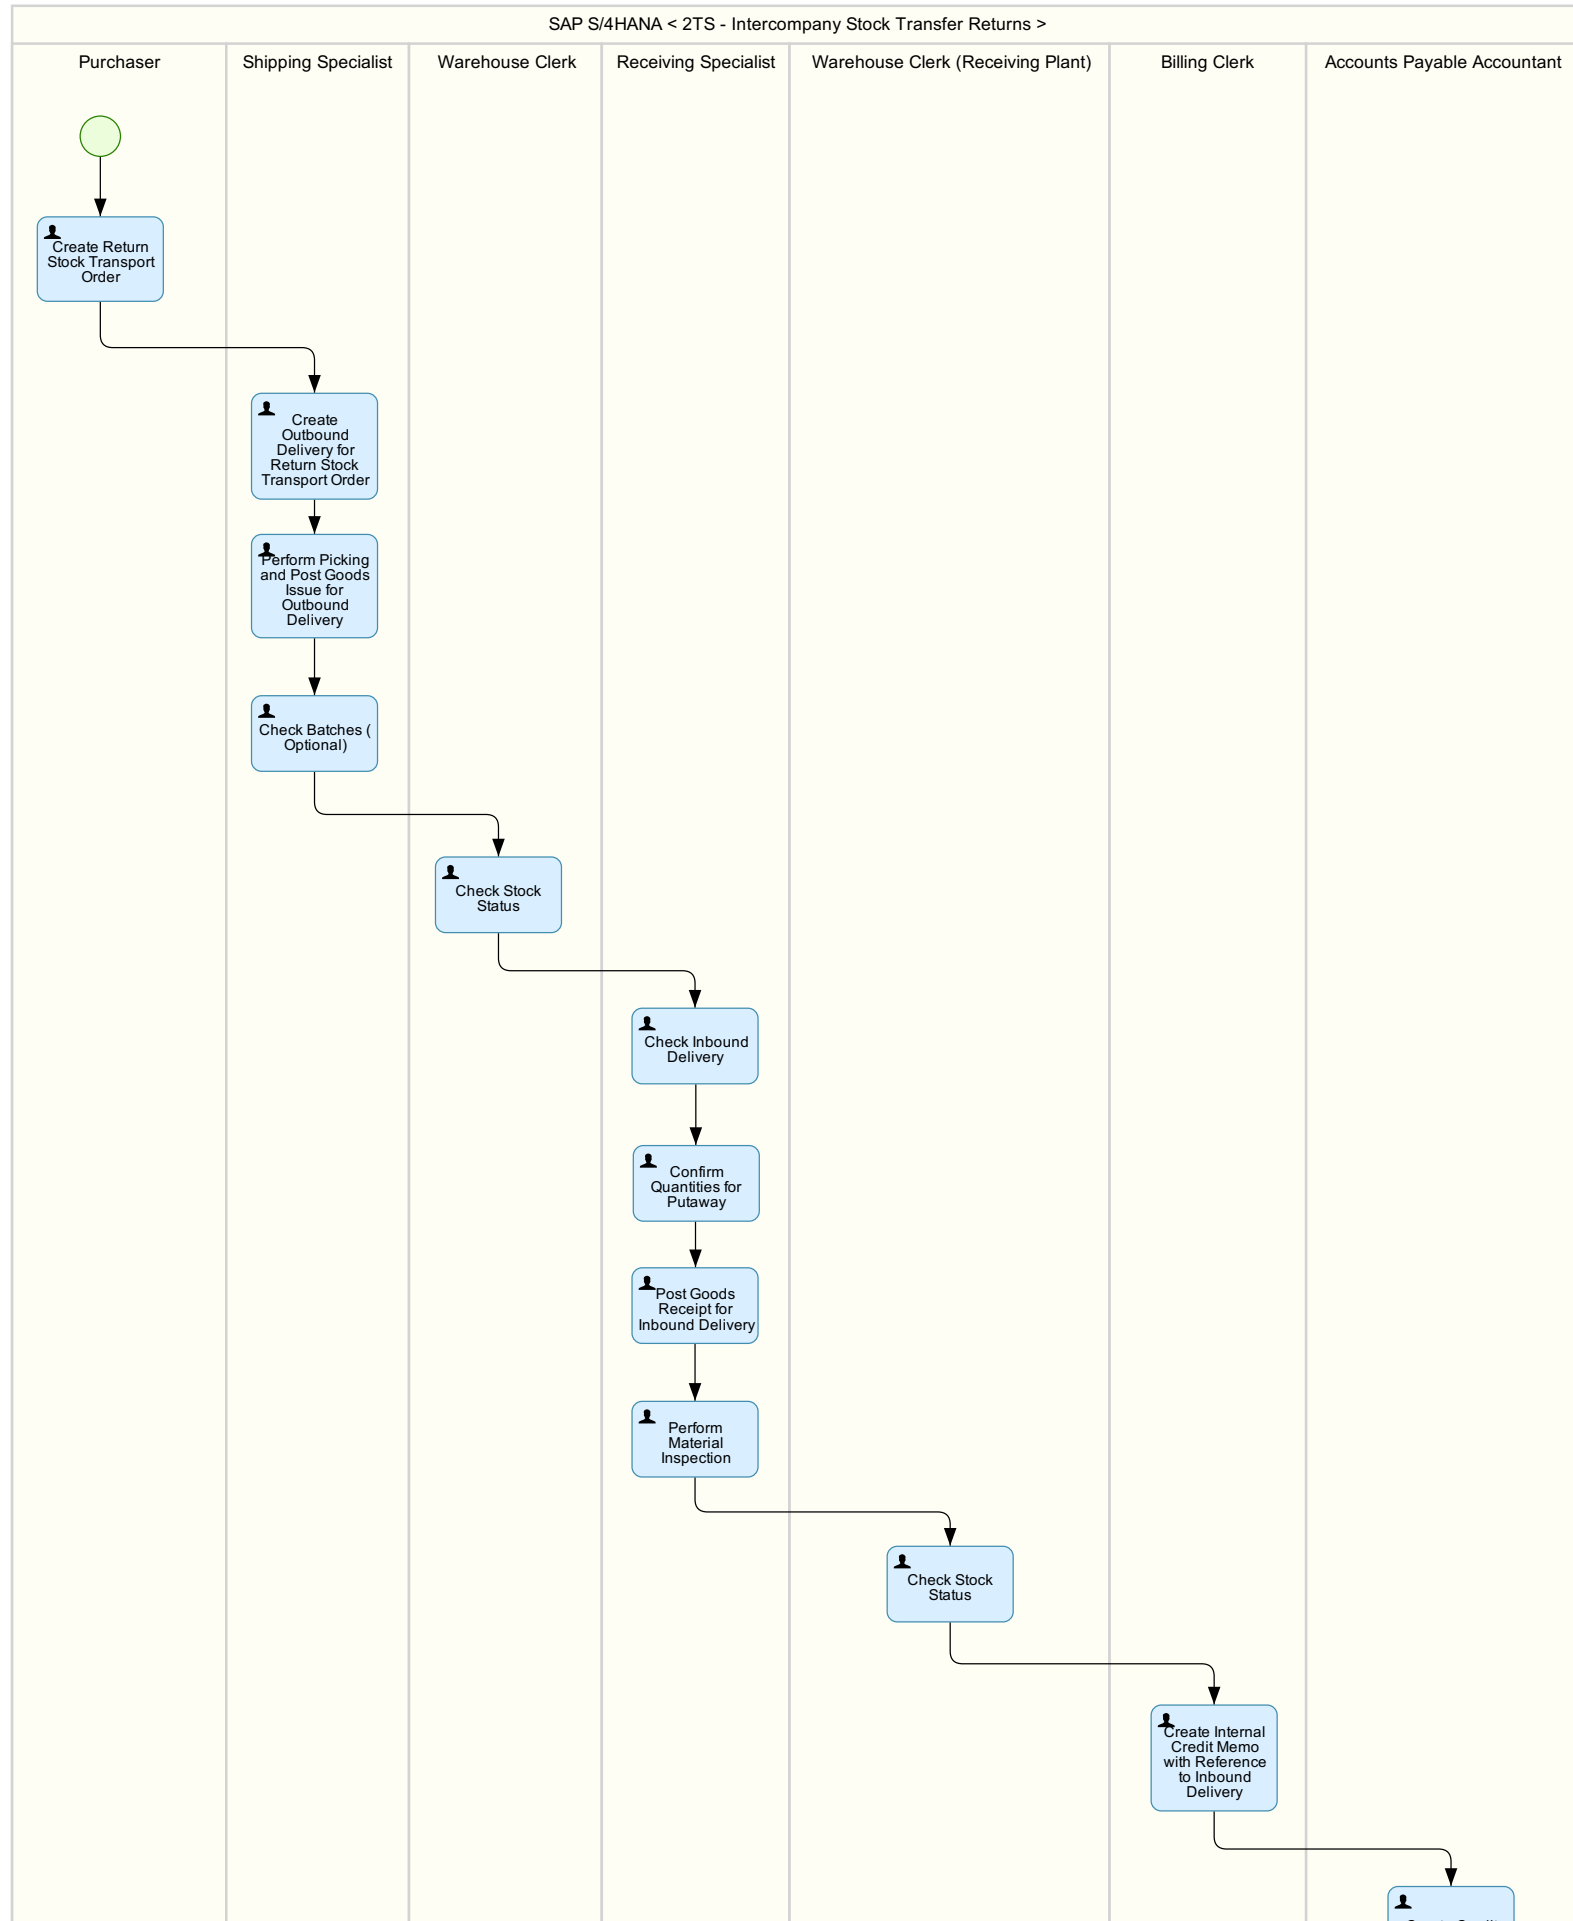 SAP S/4HANA < 2TS - Intercompany Stock Transfer Returns >
Purchaser
Shipping Specialist
Warehouse Clerk
Receiving Specialist
Warehouse Clerk (Receiving Plant)
Billing Clerk
Accounts Payable Accountant
Create Return
Stock Transport
Order
Create
Outbound
Delivery for
Return Stock
Transport Order
Perform Picking
and Post Goods
Issue for
Outbound
Delivery
Check Batches (
Optional)
Check Stock
Status
Check Inbound
Delivery
Confirm
Quantities for
Putaway
Post Goods
Receipt for
Inbound Delivery
Perform
Material
Inspection
Check Stock
Status
Create Internal
Credit Memo
with Reference
to Inbound
Delivery